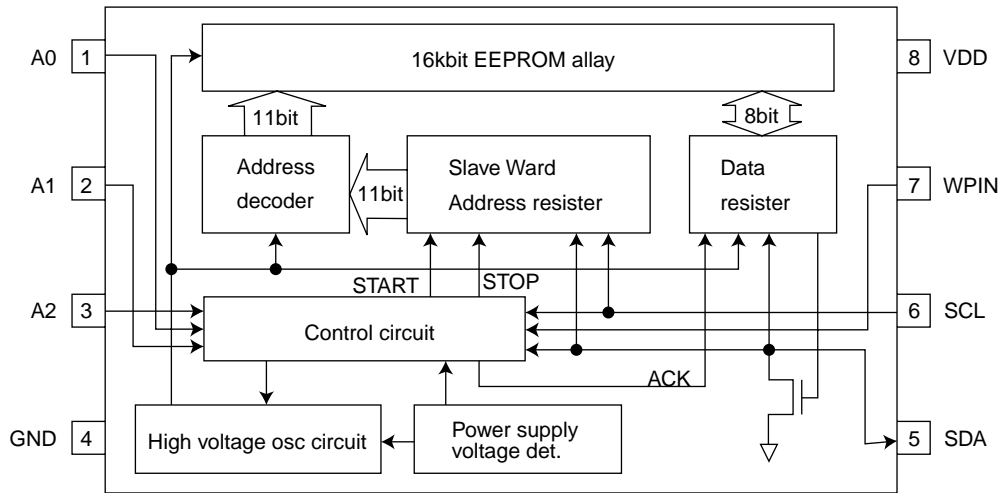 A0
1
16kbit EEPROM allay
8
VDD
11bit
8bit
A1
2
Address
decoder
11bit
Slave Ward
Address resister
Data
resister
7
WPIN
START
STOP
A2
3
Control circuit
6
SCL
ACK
GND
4
High voltage osc circuit
Power supply
voltage det.
5
SDA